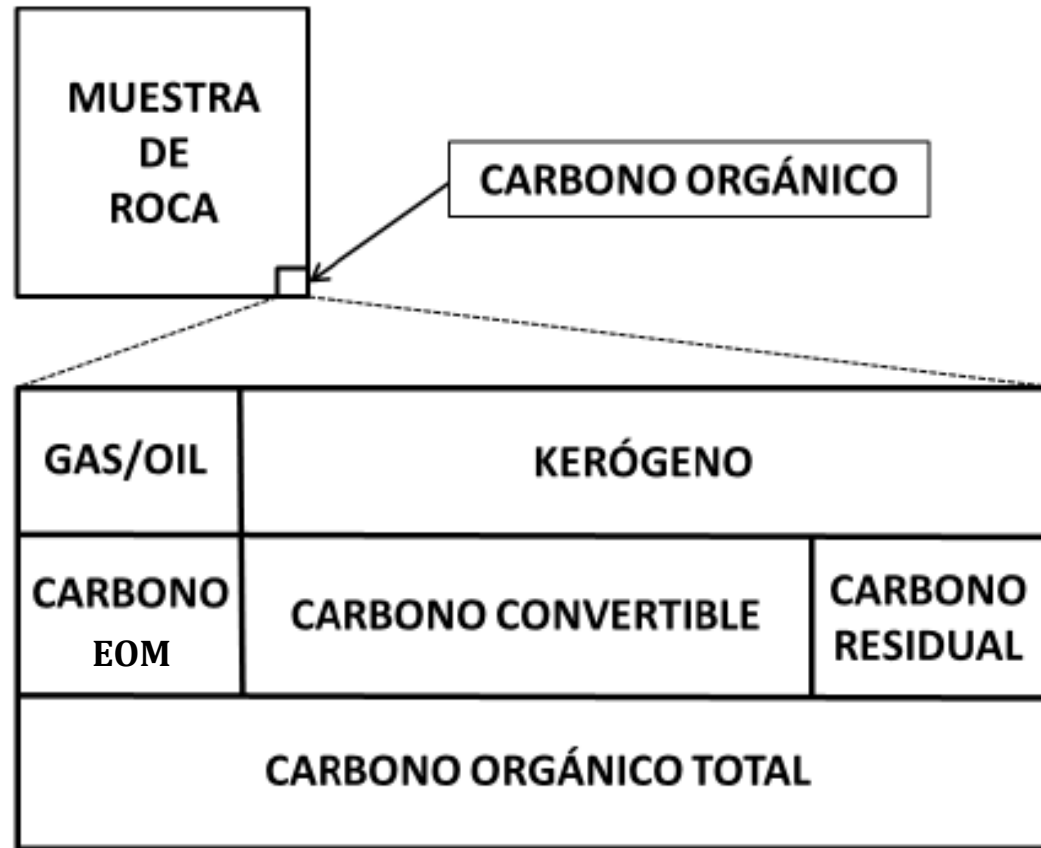 MUESTRA
DE
ROCA
CARBONO ORGÁNICO
GAS/OIL
KERÓGENO
CARBONO
EOM
CARBONO CONVERTIBLE
CARBONO
RESIDUAL
CARBONO ORGÁNICO TOTAL